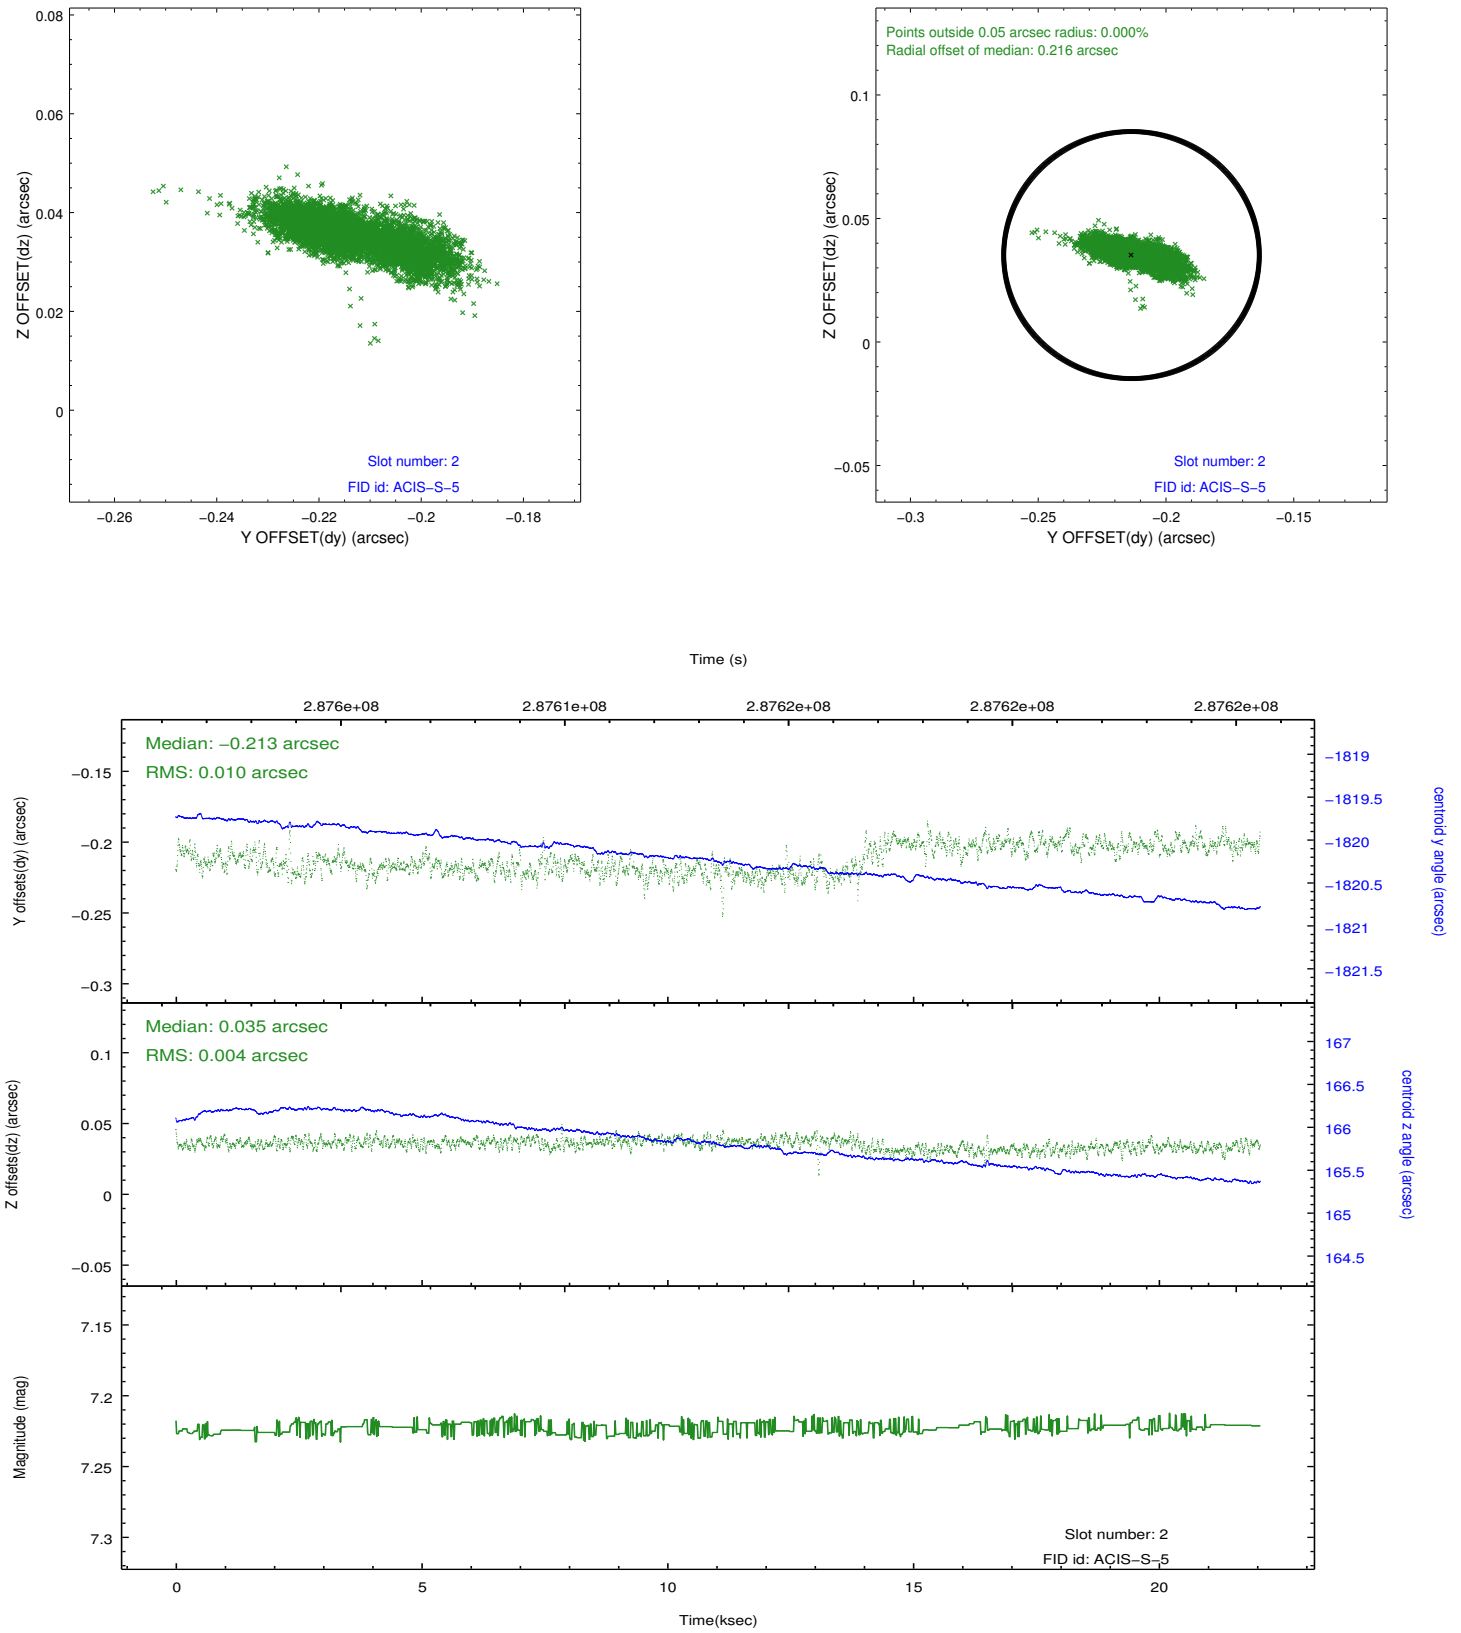 0.08
0.06
0.04
0.02
0
Z OFFSET(dz) (arcsec)
Slot number: 2
FID id: ACIS−S−5
−0.26 −0.24 −0.22 −0.2 −0.18
Y OFFSET(dy) (arcsec)
Points outside 0.05 arcsec radius: 0.000%
Radial offset of median: 0.216 arcsec
0.1
0.05
0
−0.05
Z OFFSET(dz) (arcsec)
Slot number: 2
FID id: ACIS−S−5
−0.3 −0.25 −0.2 −0.15
Y OFFSET(dy) (arcsec)
Time (s)
2.876e+08 2.8761e+08 2.8762e+08 2.8762e+08 2.8762e+08
Median: −0.213 arcsec
RMS: 0.010 arcsec
−0.15
−0.2
−0.25
−0.3
Y offsets(dy) (arcsec)
−1819
−1819.5
−1820
−1820.5
−1821
−1821.5
centroid y angle (arcsec)
Median: 0.035 arcsec
RMS: 0.004 arcsec
0.1
0.05
0
−0.05
Z offsets(dz) (arcsec)
167
166.5
166
165.5
165
164.5
centroid z angle (arcsec)
7.15
7.2
7.25
7.3
Magnitude (mag)
Slot number: 2
FID id: ACIS−S−5
0 5 10 15 20
Time(ksec)